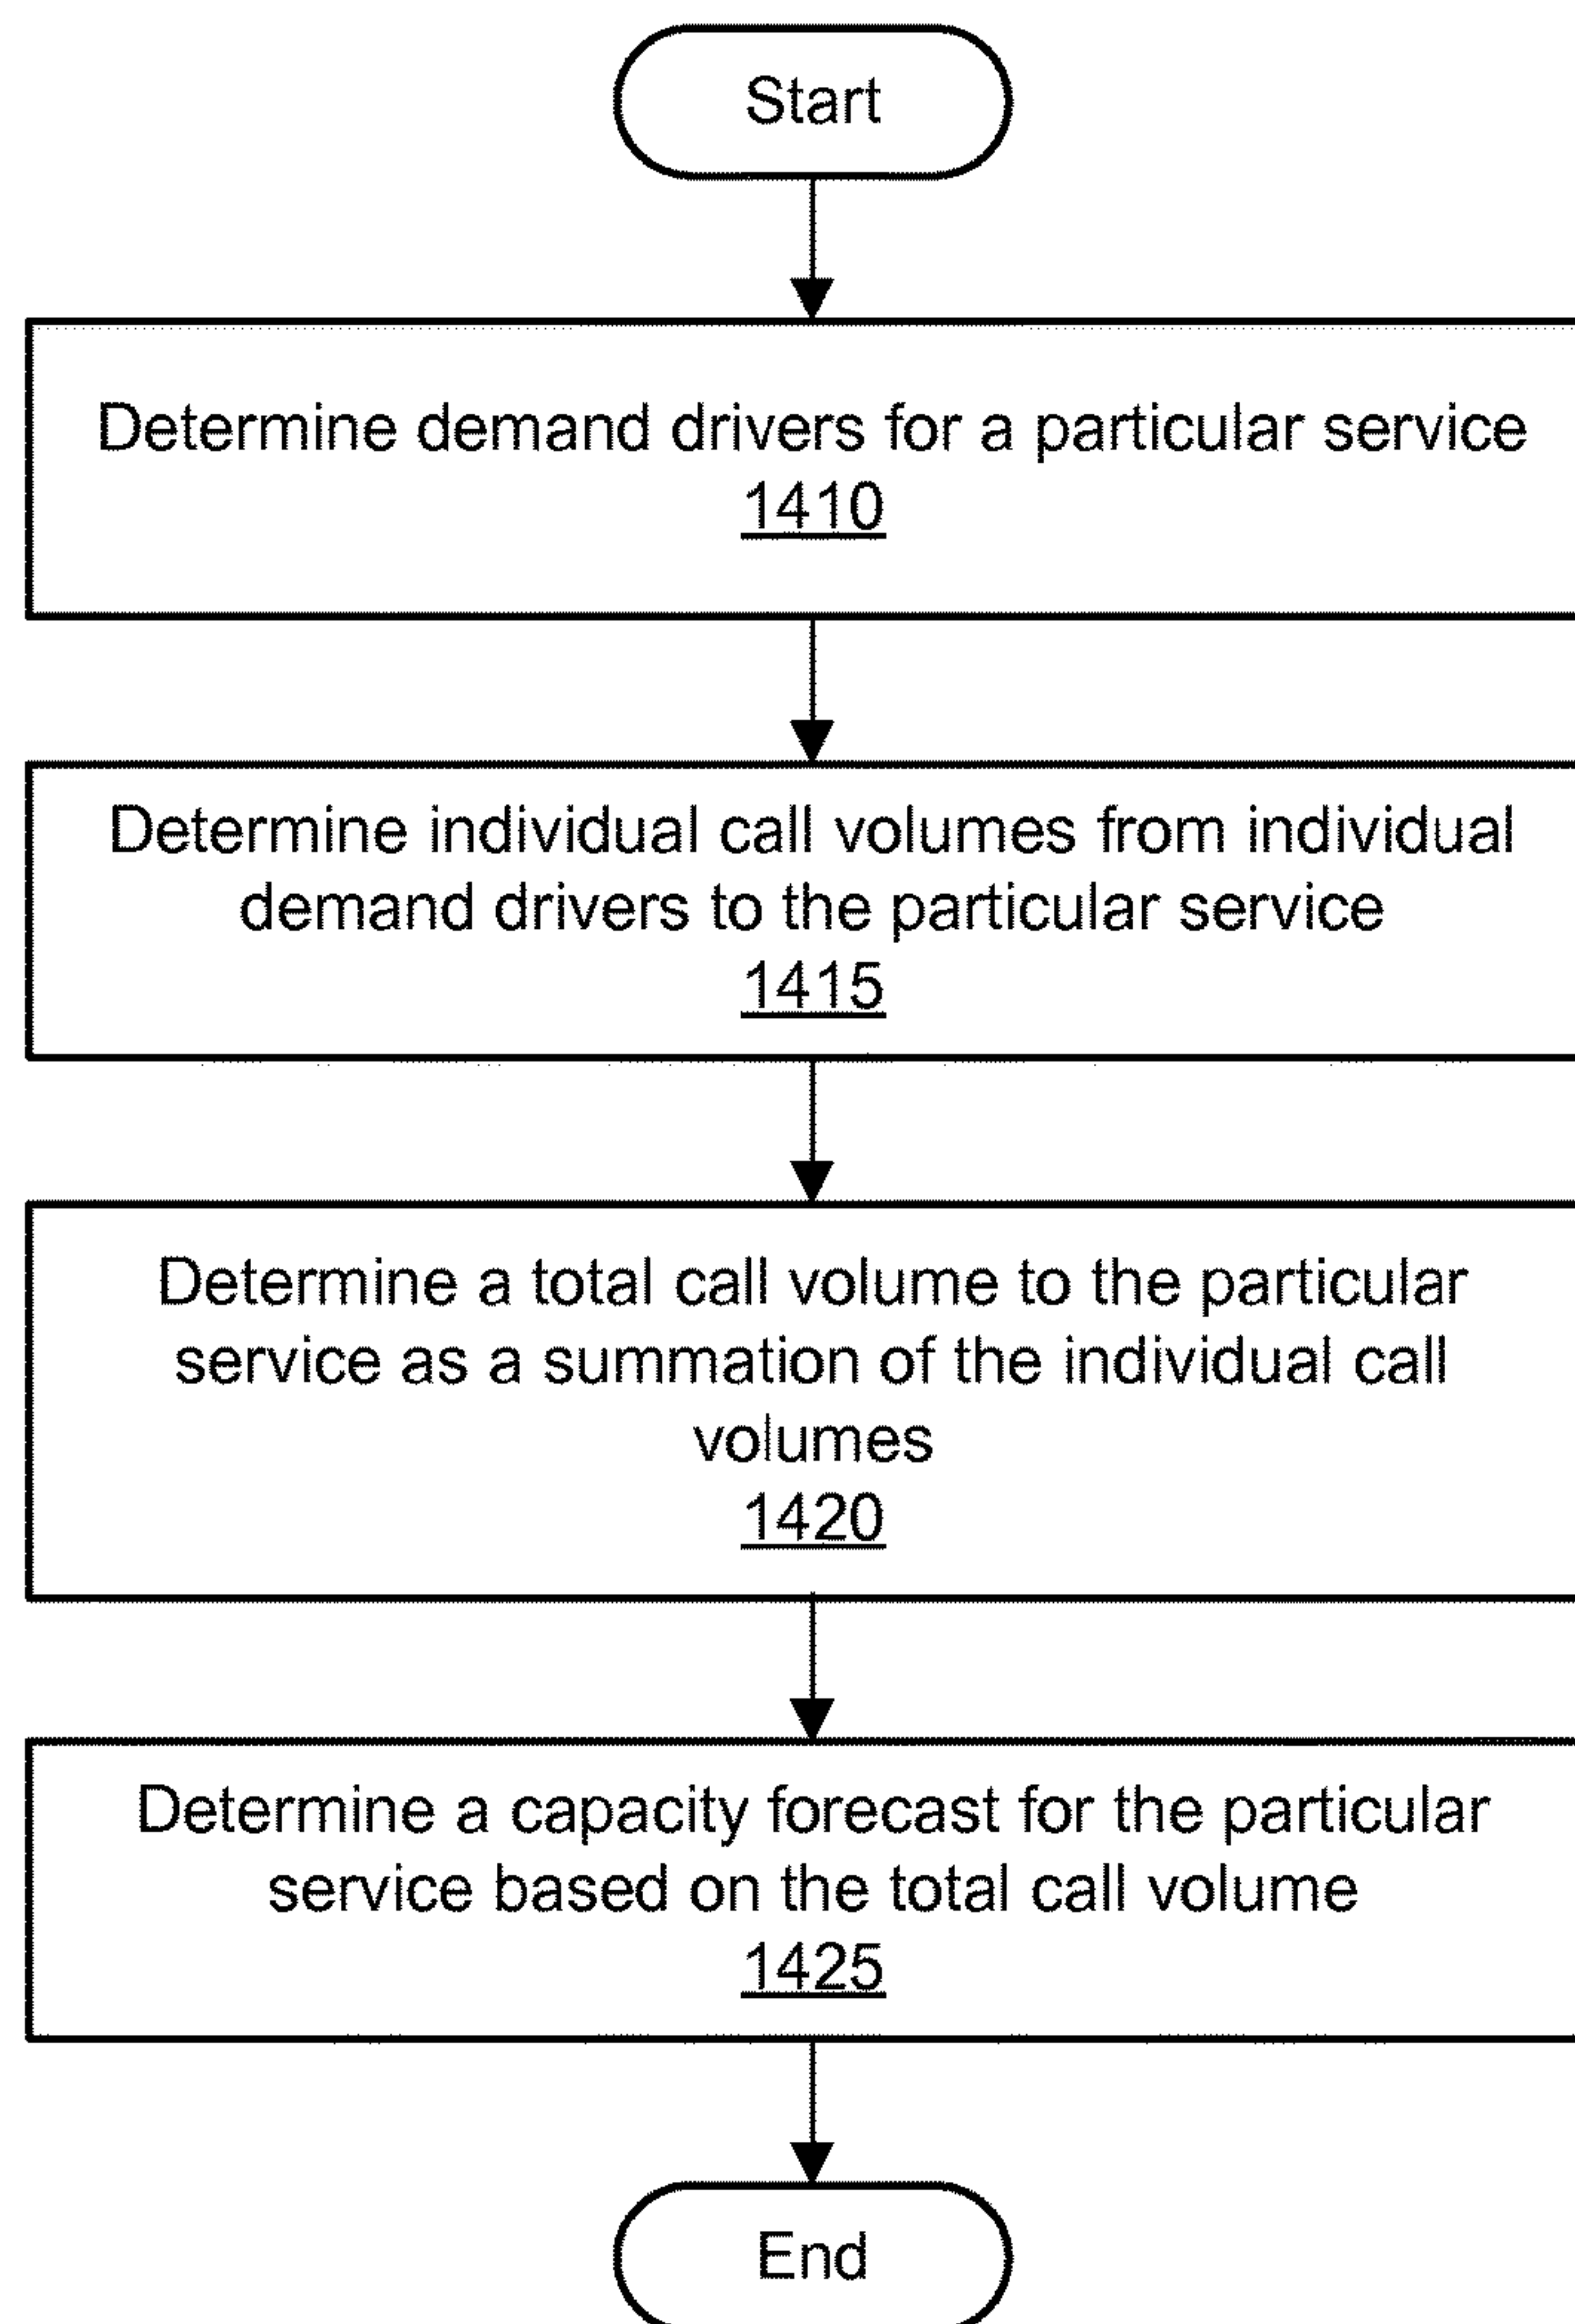 Start
Determine demand drivers for a particular service
1410
Determine individual call volumes from individual
demand drivers to the particular service
1415
Determine a total call volume to the particular
service as a summation of the individual call
volumes
1420
Determine a capacity forecast for the particular
service based on the total call volume
1425
End